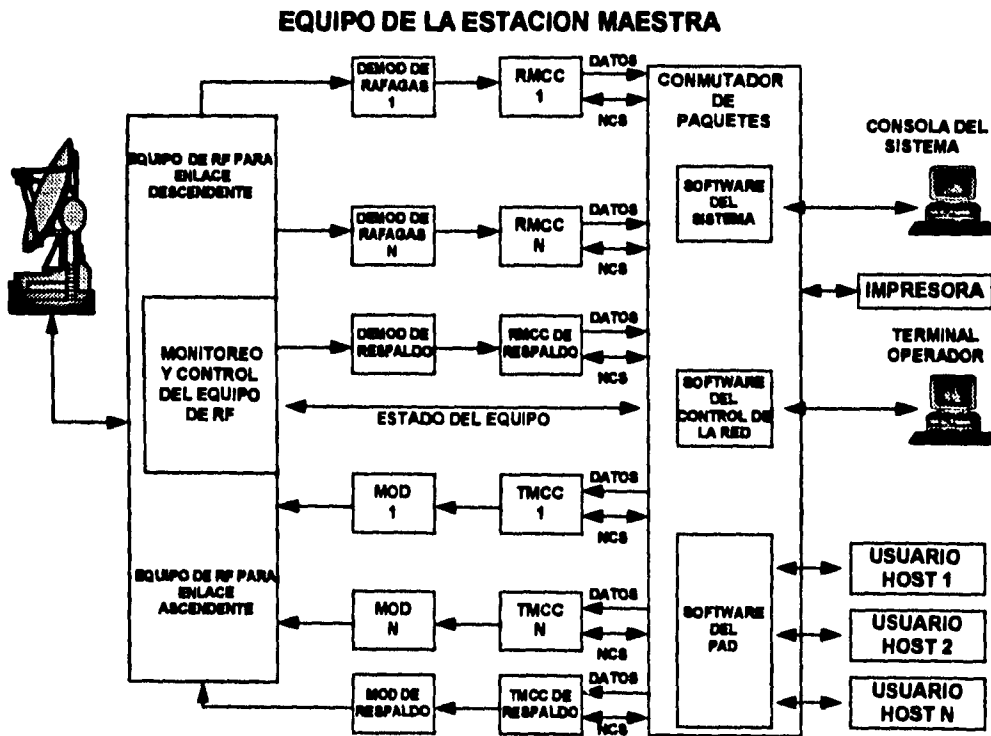 EQUIPO DE LA ESTACION MAESTRA
DEMOD DE
RAFAGAS
1
RMCC
1
DATOS
NCS
CONMUTADOR
DE
PAQUETES
CONSOLA DEL
SISTEMA
EQUIPO DE RF PARA
ENLACE
DESCENDENTE
DEMOD DE
RAFAGAS
N
RMCC
N
DATOS
NCS
SOFTWARE
DEL
SISTEMA
IMPRESORA
MONITOREO
Y CONTROL
DEL EQUIPO
DE RF
DEMOD DE
RESPALDO
RMCC DE
RESPALDO
DATOS
NCS
TERMINAL
OPERADOR
ESTADO DEL EQUIPO
SOFTWARE
DEL
CONTROL DE
LA RED
MOD
1
TMCC
1
DATOS
NCS
EQUIPO DE RF PARA
ENLACE
ASCENDENTE
MOD
N
TMCC
N
DATOS
NCS
SOFTWARE
DEL
PAD
USUARIO
HOST 1
USUARIO
HOST 2
MOD DE
RESPALDO
TMCC DE
RESPALDO
DATOS
NCS
USUARIO
HOST N